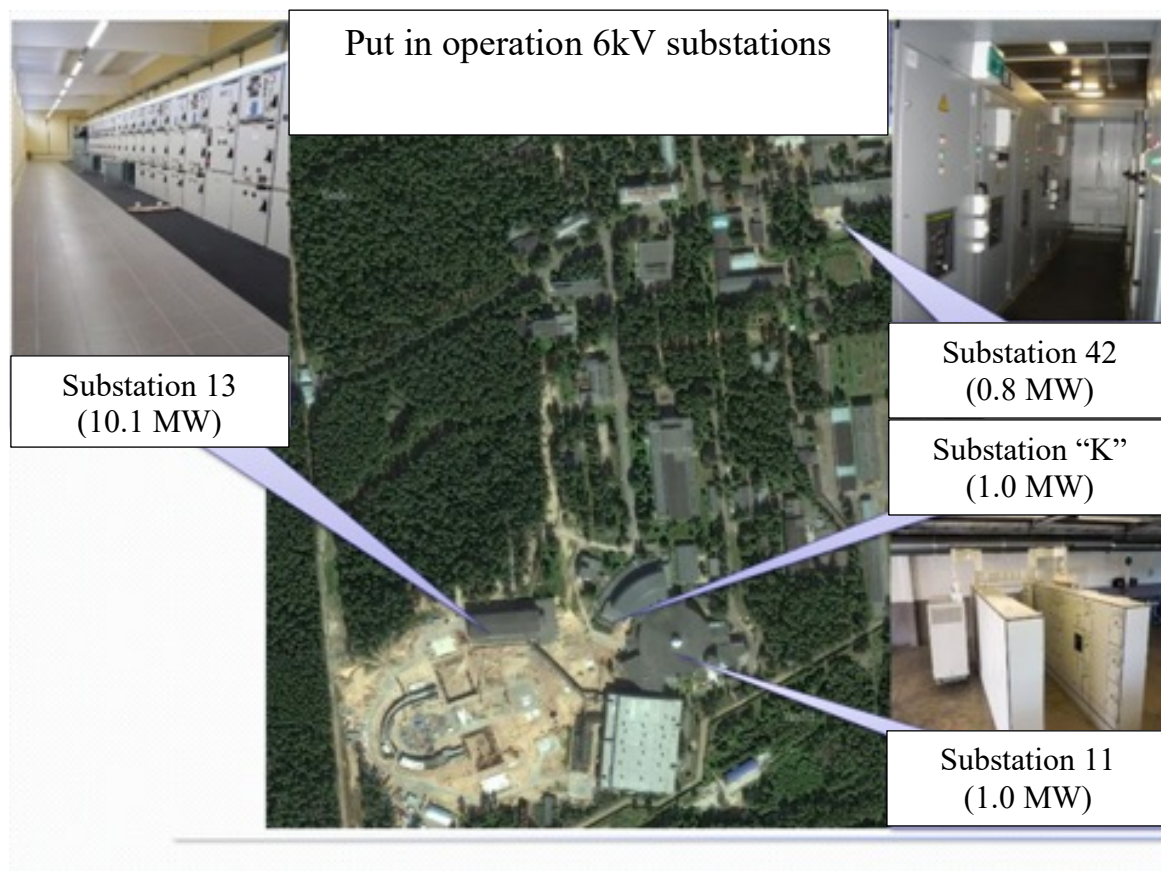 Put in operation 6kV substations
Substation 13
(10.1 MW)
Substation 42
(0.8 MW)
Substation “K”
(1.0 MW)
Substation 11
(1.0 MW)